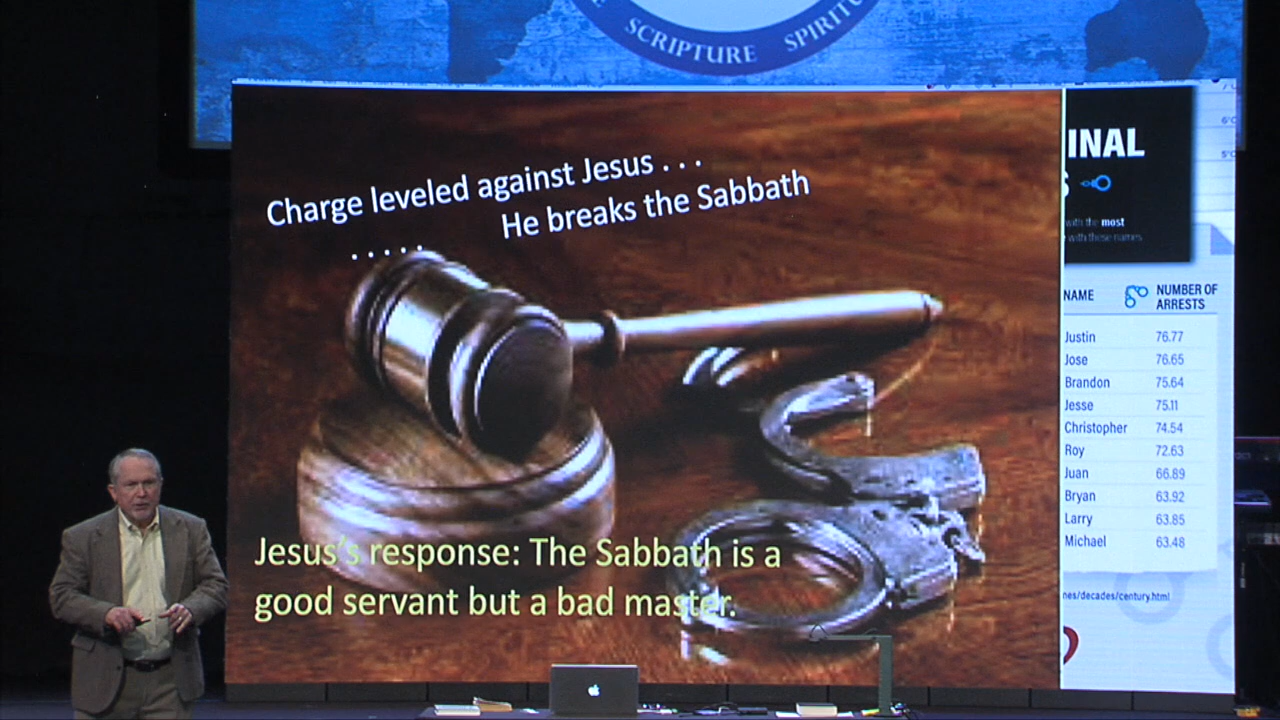 SCRIPTURE SPIRITU
Charge leveled against Jesus . . .
He breaks the Sabbath
. . . . .
Jesus's response: The Sabbath is a
good servant but a bad master.
INAL
with the most
with those names
NAME NUMBER OF
ARRESTS
Justin 76.77
Jose 76.65
Brandon 75.64
Jesse 75.11
Christopher 74.54
Roy 72.63
Juan 66.89
Bryan 63.92
Larry 63.85
Michael 63.48
nes/decades/century.html